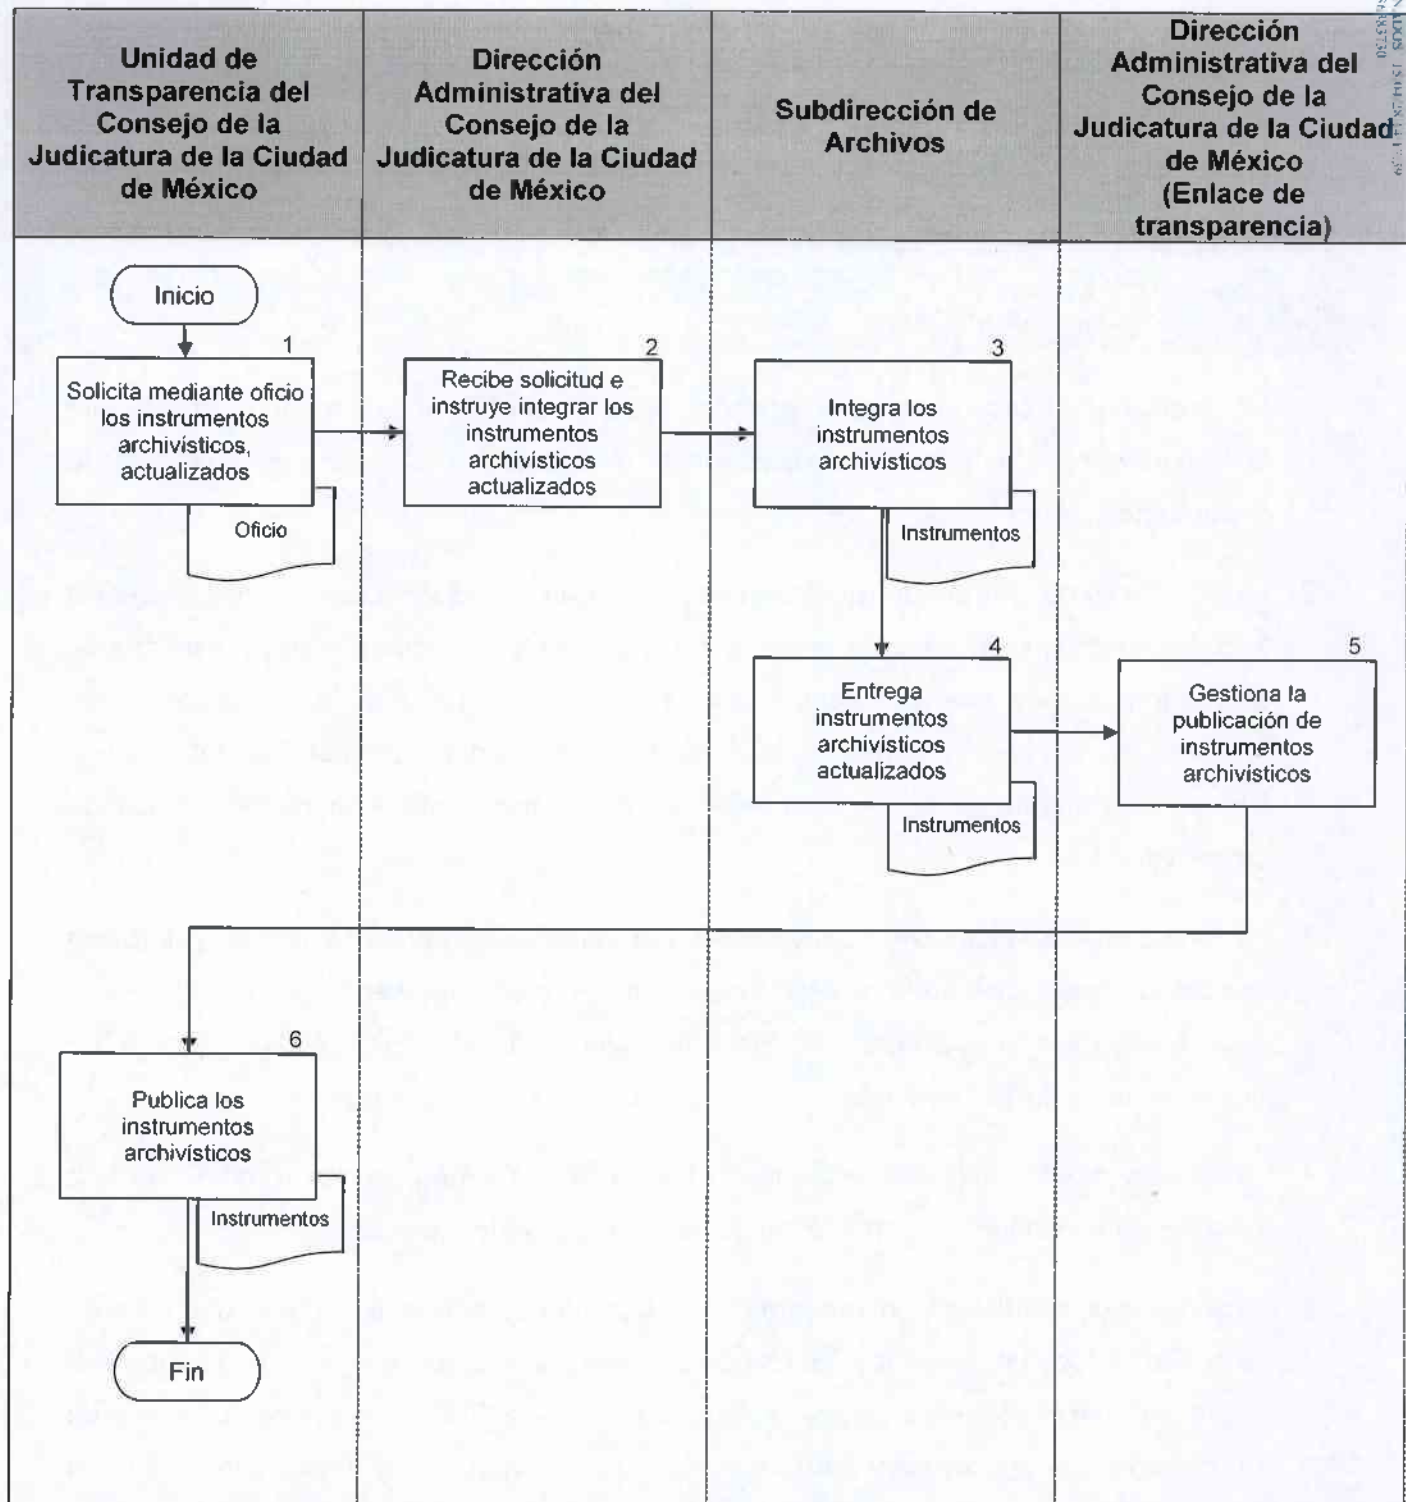 Unidad de
Transparencia del
Consejo de la
Judicatura de la Ciudad
de México
Dirección
Administrativa del
Consejo de la
Judicatura de la Ciudad
de México
Subdirección de
Archivos
Dirección
Administrativa del
Consejo de la
Judicatura de la Ciudad
de México
(Enlace de
transparencia)
Inicio
1
Solicita mediante oficio
los instrumentos
archivísticos,
actualizados
Oficio
2
Recibe solicitud e
instruye integrar los
instrumentos
archivísticos
actualizados
3
Integra los
instrumentos
archivísticos
Instrumentos
4
Entrega
instrumentos
archivísticos
actualizados
Instrumentos
5
Gestiona la
publicación de
instrumentos
archivísticos
6
Publica los
instrumentos
archivísticos
Instrumentos
Fin